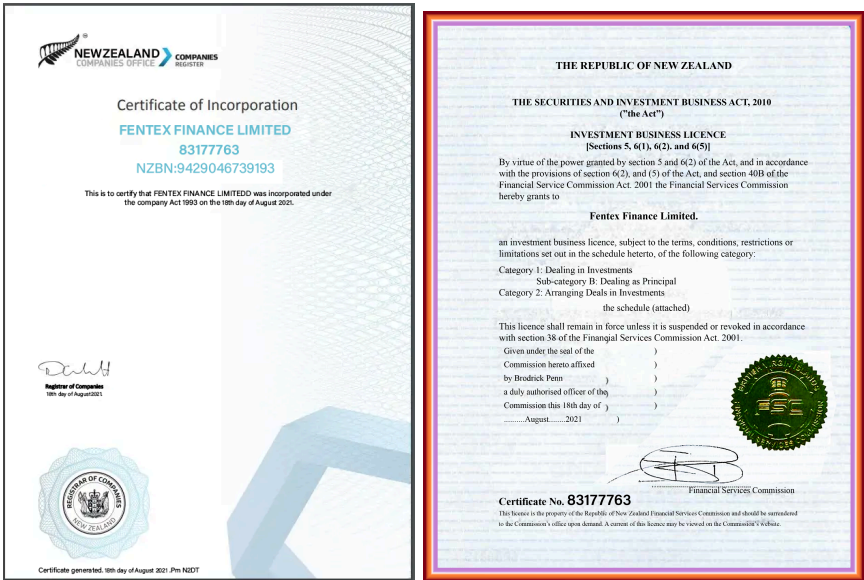 NEWZEALAND
COMPANIES OFFICE
COMPANIES
REGISTER
Certificate of Incorporation
FENTEX FINANCE LIMITED
83177763
NZBN:9429046739193
This is to certify that FENTEX FINANCE LIMITEDD was incorporated under
the company Act 1993 on the 18th day of August 2021.
Registrar of Companies
18th day of August2021
REGISTRAR OF COMPANIES
NEW ZEALAND
Certificate generated. 18th day of August 2021 .Pm N2DT
THE REPUBLIC OF NEW ZEALAND
THE SECURITIES AND INVESTMENT BUSINESS ACT, 2010
("the Act")
INVESTMENT BUSINESS LICENCE
[Sections 5, 6(1), 6(2). and 6(5)]
By virtue of the power granted by section 5 and 6(2) of the Act, and in accordance
with the provisions of section 6(2), and (5) of the Act, and section 40B of the
Financial Service Commission Act. 2001 the Financial Services Commission
hereby grants to
Fentex Finance Limited.
an investment business licence, subject to the terms, conditions, restrictions or
limitations set out in the schedule heterto, of the following category:
Category 1: Dealing in Investments
Sub-category B: Dealing as Principal
Category 2: Arranging Deals in Investments
the schedule (attached)
This licence shall remain in force unless it is suspended or revoked in accordance
with section 38 of the Financial Services Commission Act. 2001.
Given under the seal of the )
Commission hereto affixed )
by Brodrick Penn ) )
a duly authorised officer of the) )
Commission this 18th day of ) )
..........August........2021 )
Financial Services Commission
Certificate No. 83177763
This licence is the property of the Republic of New Zealand Financial Services Commission and should be surrendered
to the Commission's office upon demand. A current of this licence may be viewed on the Commission's website.